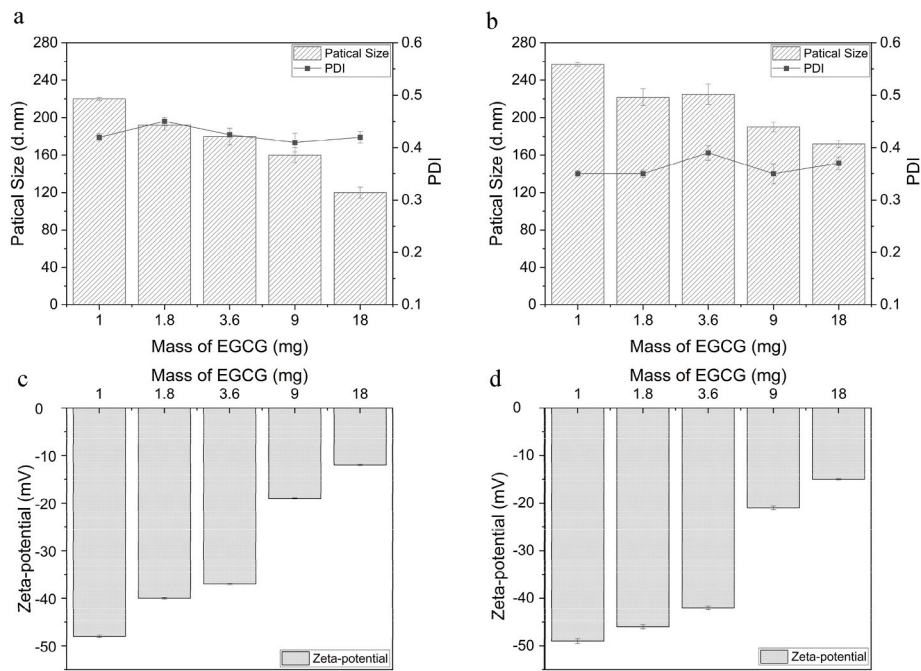 a
Patical Size
PDI
Patical Size (d.nm)
0 40 80 120 160 200 240 280
PDI
0.1 0.2 0.3 0.4 0.5 0.6
1 1.8 3.6 9 18
Mass of EGCG (mg)
b
Patical Size
PDI
Patical Size (d.nm)
0 40 80 120 160 200 240 280
PDI
0.1 0.2 0.3 0.4 0.5 0.6
1 1.8 3.6 9 18
Mass of EGCG (mg)
c
Mass of EGCG (mg)
1 1.8 3.6 9 18
Zeta-potential (mV)
0 -10 -20 -30 -40 -50
Zeta-potential
d
Mass of EGCG (mg)
1 1.8 3.6 9 18
Zeta-potential (mV)
0 -10 -20 -30 -40 -50
Zeta-potential